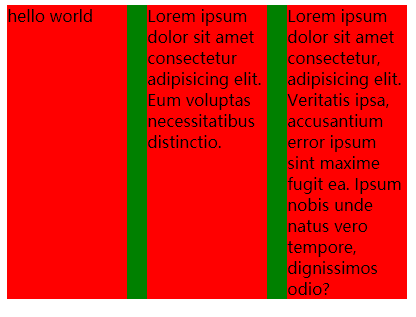 hello world
Lorem ipsum
dolor sit amet
consectetur
adipisicing elit.
Eum voluptas
necessitatibus
distinctio.
Lorem ipsum
dolor sit amet
consectetur,
adipisicing elit.
Veritatis ipsa,
accusantium
error ipsum
sint maxime
fugit ea. Ipsum
nobis unde
natus vero
tempore,
dignissimos
odio?